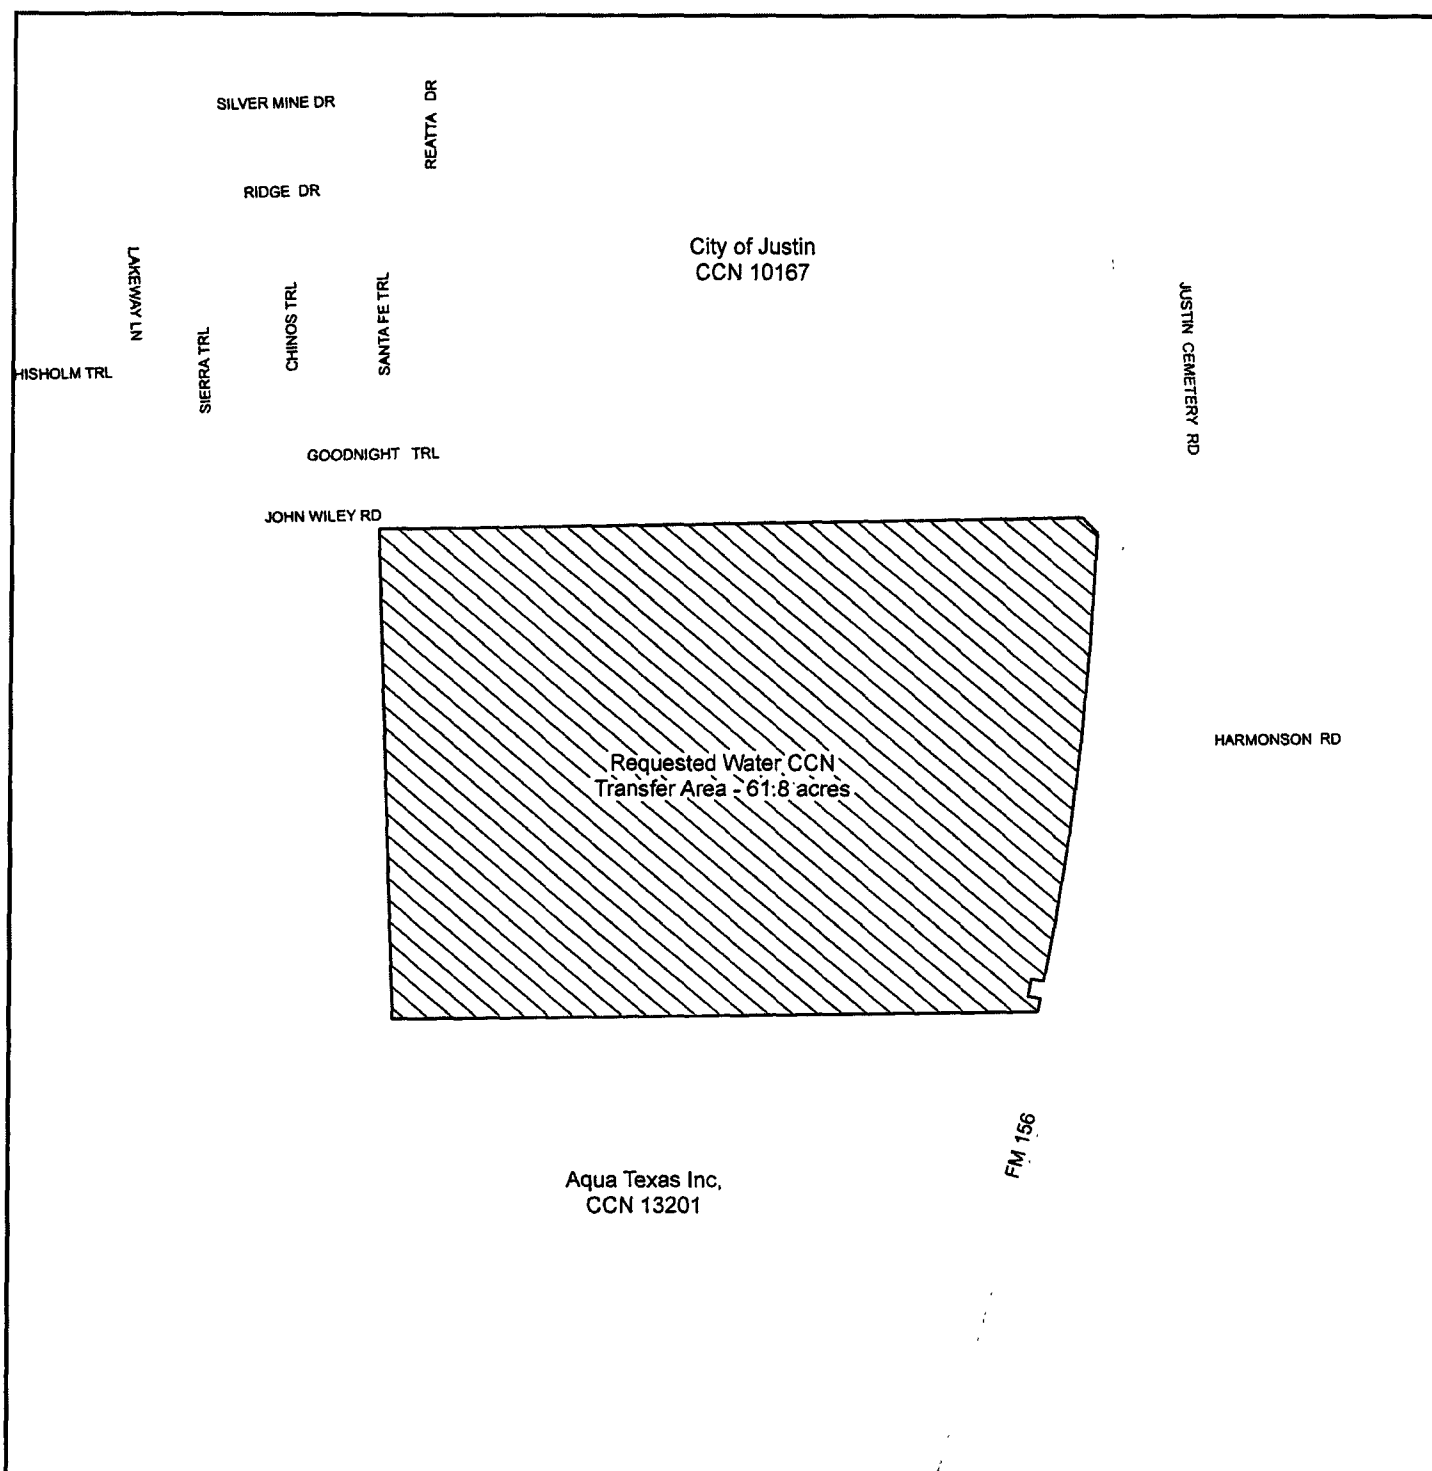 SILVER MINE DR
REATTA DR
RIDGE DR
City of Justin
CCN 10167
LAKEWAY LN
CHINOS TRL
SANTA FE TRL
JUSTIN CEMETERY RD
SIERRA TRL
HISHOLM TRL
GOODNIGHT TRL
JOHN WILEY RD
HARMONSON RD
Requested Water CCN
Transfer Area - 61.8 acres
FM 156
Aqua Texas Inc,
CCN 13201